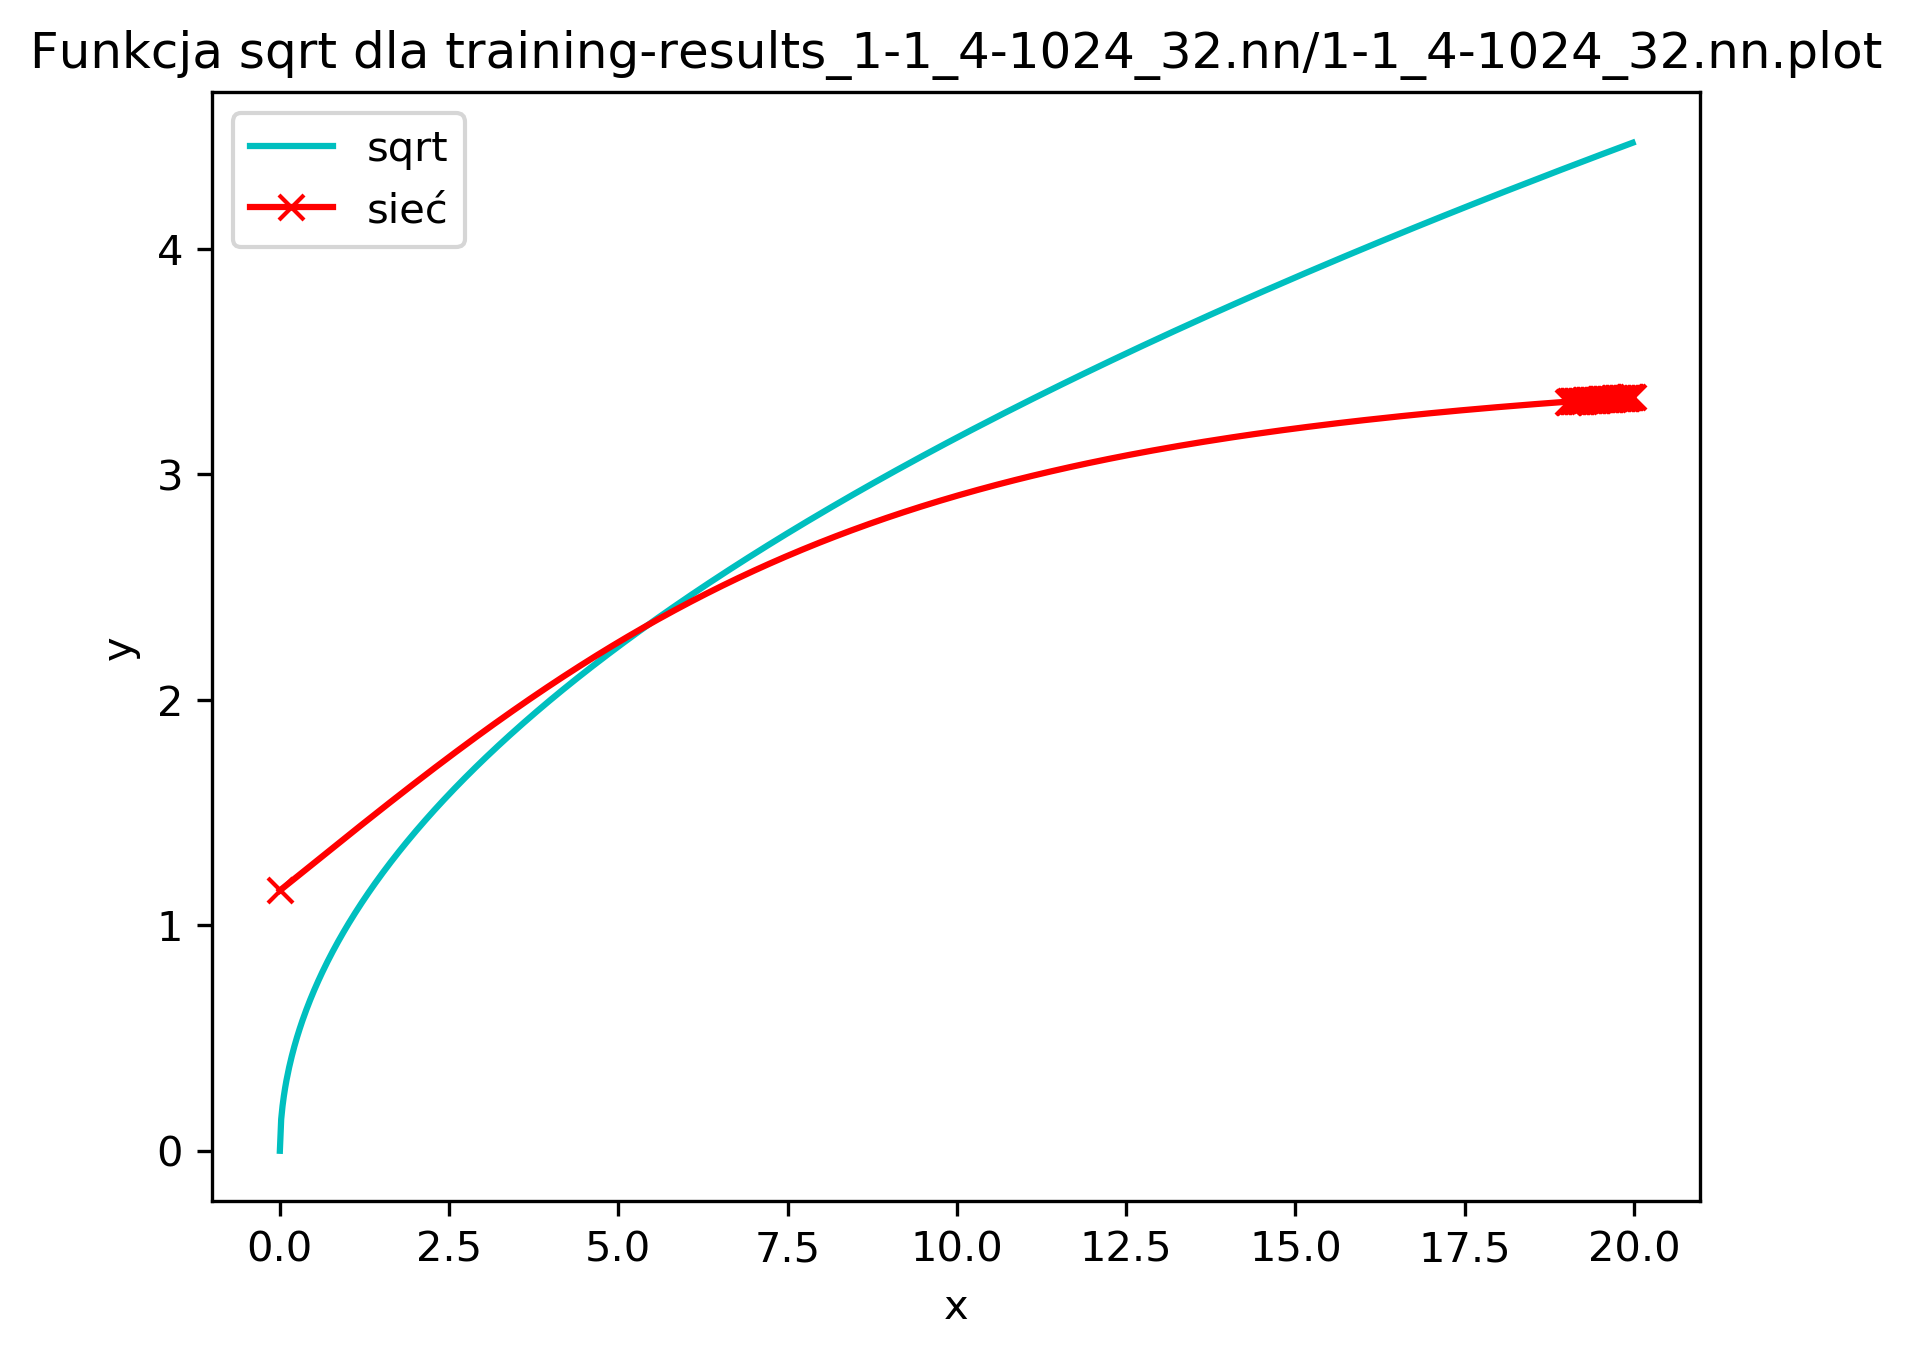 Funkcja sqrt dla training-results_1-1_4-1024_32.nn/1-1_4-1024_32.nn.plot
sqrt
sieć
4
3
2
1
0
y
0.0 2.5 5.0 7.5 10.0 12.5 15.0 17.5 20.0
x